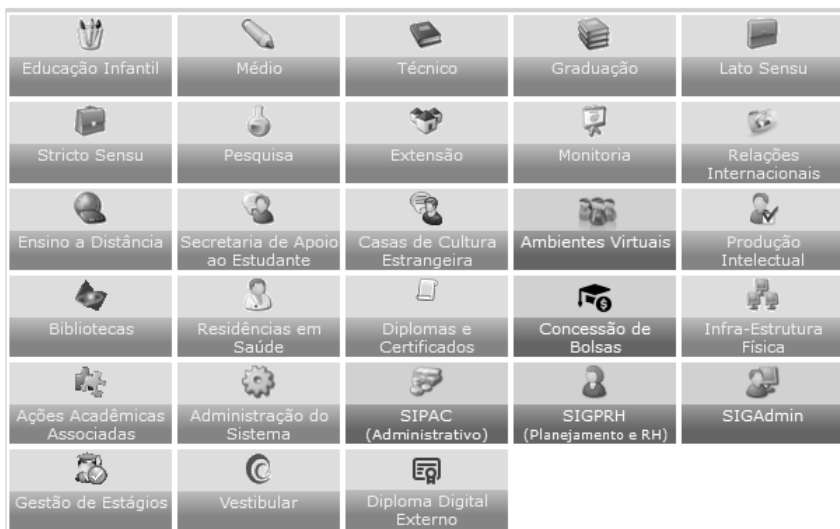 Educação Infantil
Médio
Técnico
Graduação
Lato Sensu
Stricto Sensu
Pesquisa
Extensão
Monitoria
Relações
Internacionais
Ensino a Distância
Secretaria de Apoio
ao Estudante
Casas de Cultura
Estrangeira
Ambientes Virtuais
Produção
Intelectual
Bibliotecas
Residências em
Saúde
Diplomas e
Certificados
Concessão de
Bolsas
Infra-Estrutura
Física
Ações Acadêmicas
Associadas
Administração do
Sistema
SIPAC
(Administrativo)
SIGPRH
(Planejamento e RH)
SIGAdmin
Gestão de Estágios
Vestibular
Diploma Digital
Externo